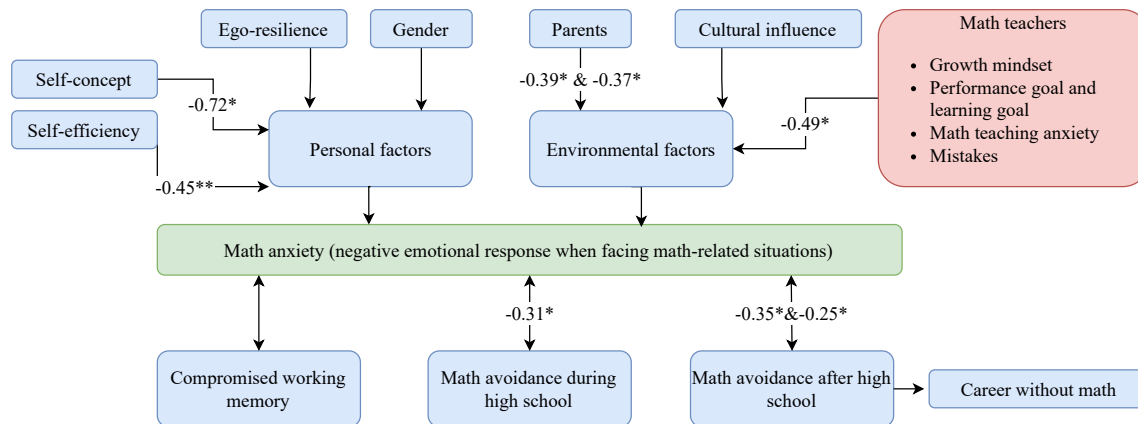 Ego-resilience
Gender
Parents
Cultural influence
Math teachers
• Growth mindset
• Performance goal and
learning goal
• Math teaching anxiety
• Mistakes
Self-concept
-0.72*
Self-efficiency
-0.45**
-0.39* & -0.37*
-0.49*
Personal factors
Environmental factors
Math anxiety (negative emotional response when facing math-related situations)
-0.31*
-0.35*&-0.25*
Compromised working
memory
Math avoidance during
high school
Math avoidance after high
school
Career without math